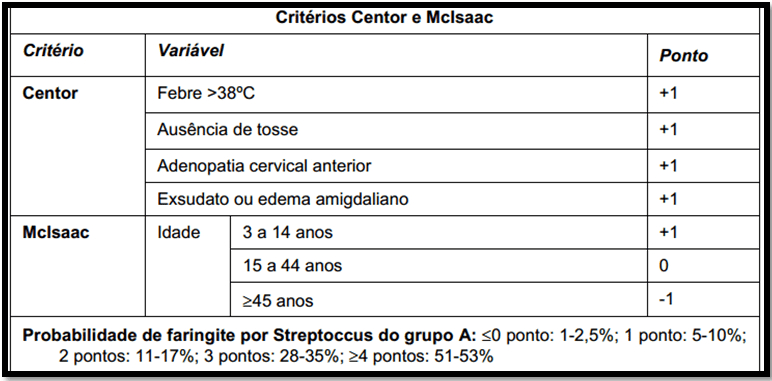 Critérios Centor e McIsaac
Critério Variável Ponto
Centor Febre >38ºC +1
Ausência de tosse +1
Adenopatia cervical anterior +1
Exsudato ou edema amigdaliano +1
McIsaac Idade 3 a 14 anos +1
15 a 44 anos 0
≥45 anos -1
Probabilidade de faringite por Streptoccus do grupo A: ≤0 ponto: 1-2,5%; 1 ponto: 5-10%;
2 pontos: 11-17%; 3 pontos: 28-35%; ≥4 pontos: 51-53%